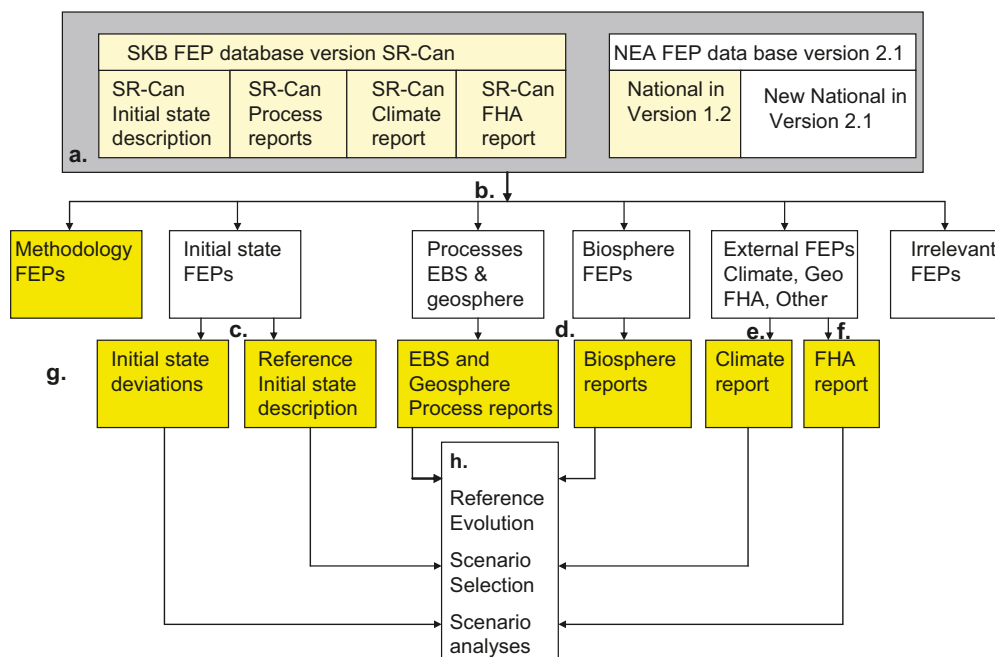 SKB FEP database version SR-Can
NEA FEP data base version 2.1
SR-Can
Initial state
description
SR-Can
Process
reports
SR-Can
Climate
report
SR-Can
FHA
report
National in
Version 1.2
New National in
Version 2.1
a.
b.
Methodology
FEPs
Initial state
FEPs
Processes
EBS &
geosphere
Biosphere
FEPs
External FEPs
Climate, Geo
FHA, Other
Irrelevant
FEPs
c.
d.
e.
f.
g.
Initial state
deviations
Reference
Initial state
description
EBS and
Geosphere
Process reports
Biosphere
reports
Climate
report
FHA
report
h.
Reference
Evolution
Scenario
Selection
Scenario
analyses